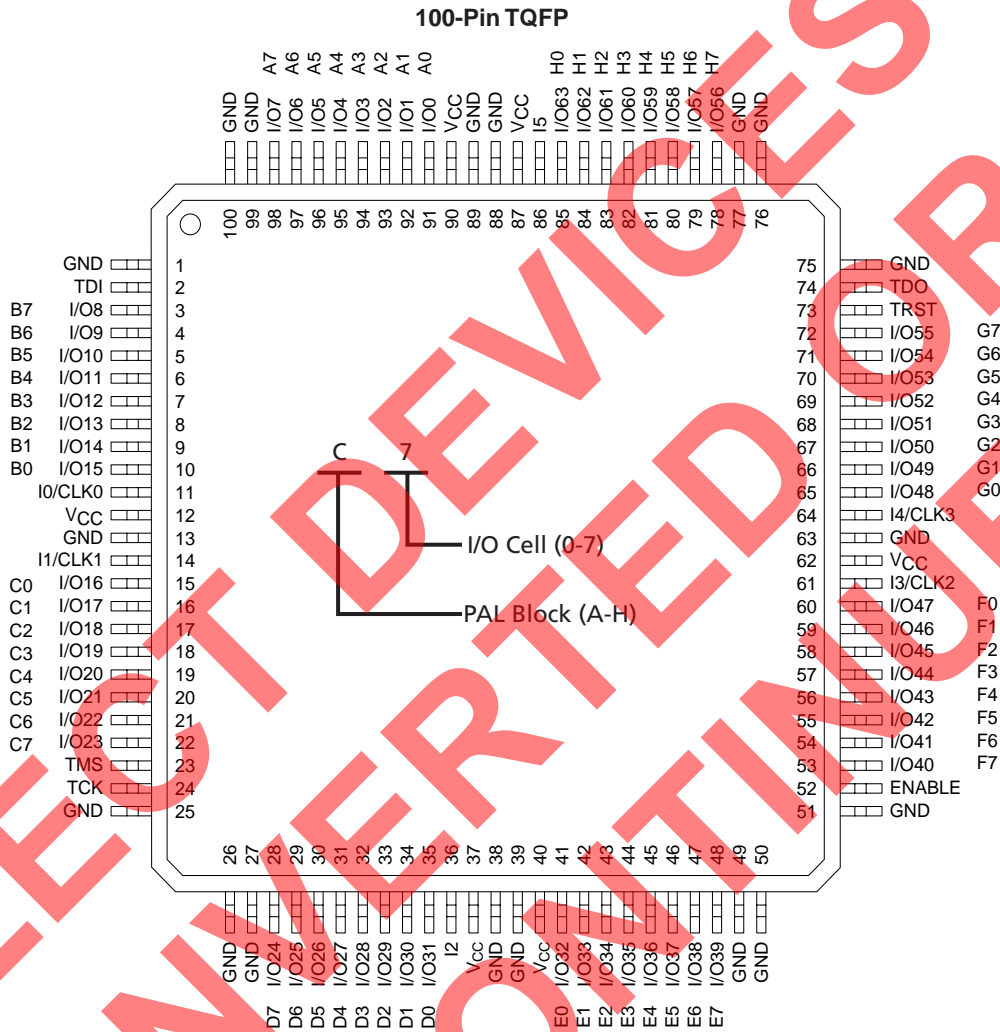 100-Pin TQFP
A7 A6 A5 A4 A3 A2 A1 A0 H0 H1 H2 H3 H4 H5 H6 H7
GND GND I/O7 I/O6 I/O5 I/O4 I/O3 I/O2 I/O1 I/O0 VCC GND GND VCC I5 I/O63 I/O62 I/O61 I/O60 I/O59 I/O58 I/O57 I/O56 GND GND
100 99 98 97 96 95 94 93 92 91 90 89 88 87 86 85 84 83 82 81 80 79 78 77 76
GND 1 75 GND
TDI 2 74 TDO
B7 I/O8 3 73 TRST
B6 I/O9 4 72 I/O55 G7
B5 I/O10 5 71 I/O54 G6
B4 I/O11 6 70 I/O53 G5
B3 I/O12 7 69 I/O52 G4
B2 I/O13 8 68 I/O51 G3
B1 I/O14 9 67 I/O50 G2
B0 I/O15 10 66 I/O49 G1
I0/CLK0 11 65 I/O48 G0
VCC 12 64 I4/CLK3
GND 13 63 GND
I1/CLK1 14 62 VCC
C0 I/O16 15 61 I3/CLK2
C1 I/O17 16 60 I/O47 F0
C2 I/O18 17 59 I/O46 F1
C3 I/O19 18 58 I/O45 F2
C4 I/O20 19 57 I/O44 F3
C5 I/O21 20 56 I/O43 F4
C6 I/O22 21 55 I/O42 F5
C7 I/O23 22 54 I/O41 F6
TMS 23 53 I/O40 F7
TCK 24 52 ENABLE
GND 25 51 GND
C 7
I/O Cell (0-7)
PAL Block (A-H)
26 27 28 29 30 31 32 33 34 35 36 37 38 39 40 41 42 43 44 45 46 47 48 49 50
GND GND I/O24 I/O25 I/O26 I/O27 I/O28 I/O29 I/O30 I/O31 I2 VCC GND GND VCC I/O32 I/O33 I/O34 I/O35 I/O36 I/O37 I/O38 I/O39 GND GND
D7 D6 D5 D4 D3 D2 D1 D0 E0 E1 E2 E3 E4 E5 E6 E7
LECT DEVICES
NVERTED OR
ONTINUE